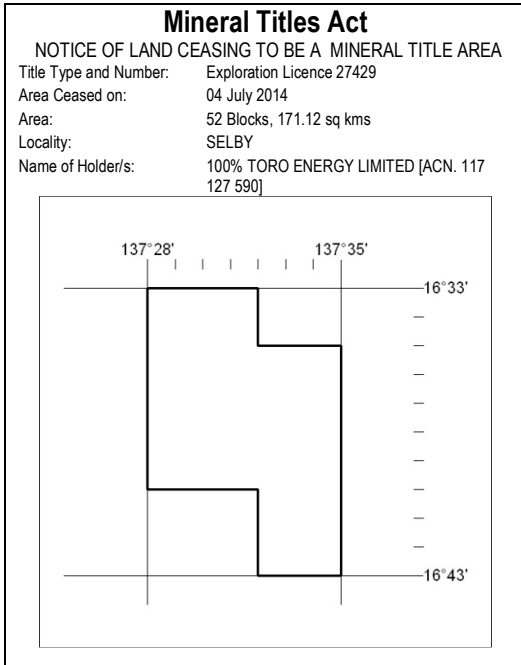 Mineral Titles Act
NOTICE OF LAND CEASING TO BE A MINERAL TITLE AREA
Title Type and Number: Exploration Licence 27429
Area Ceased on: 04 July 2014
Area: 52 Blocks, 171.12 sq kms
Locality: SELBY
Name of Holder/s: 100% TORO ENERGY LIMITED [ACN. 117
127 590]
137°28' 137°35'
16°33'
16°43'